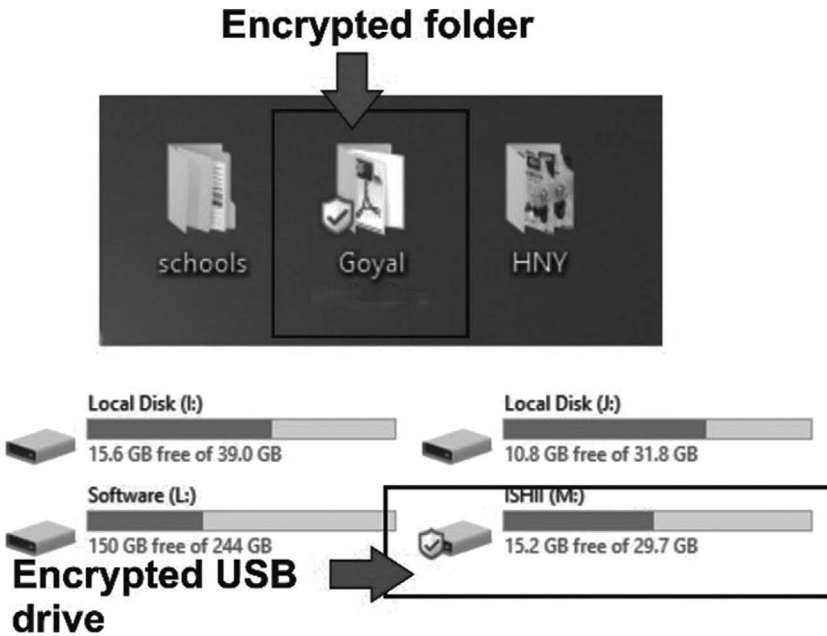 Encrypted folder
schools
Goyal
HNY
Local Disk (I:)
15.6 GB free of 39.0 GB
Local Disk (J:)
10.8 GB free of 31.8 GB
Software (L:)
150 GB free of 244 GB
ISHII (M:)
15.2 GB free of 29.7 GB
Encrypted USB
drive